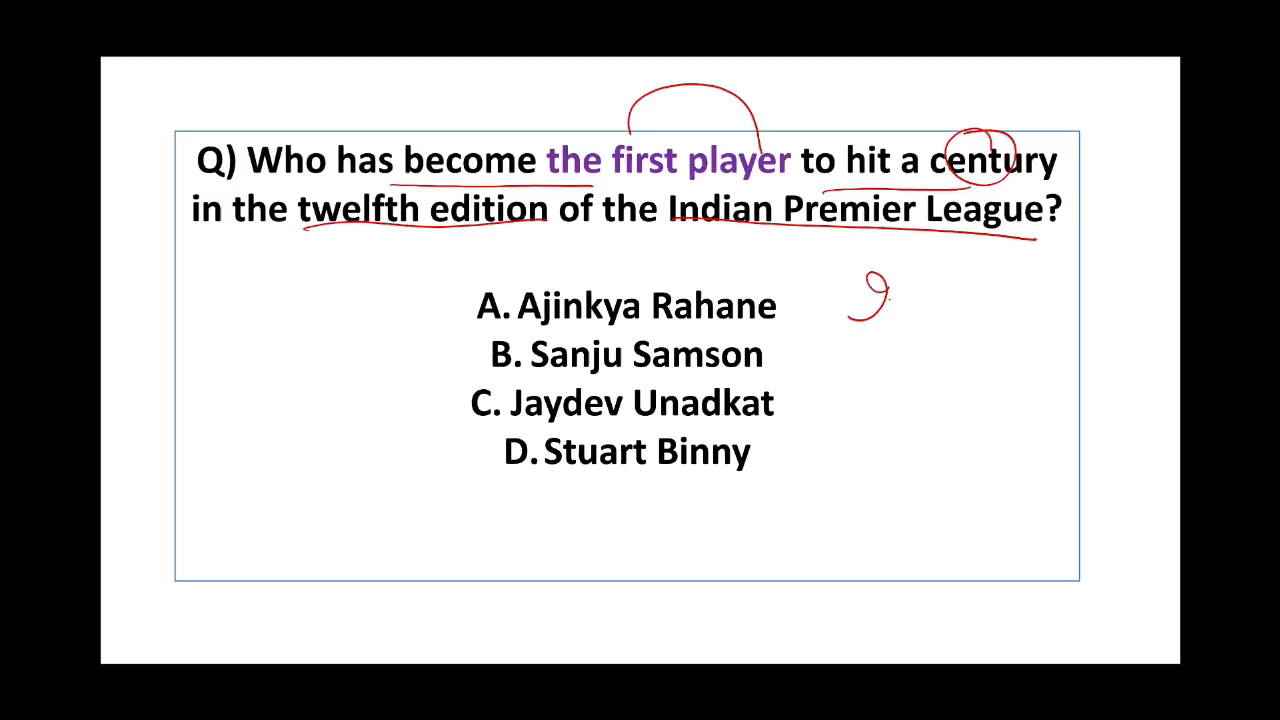 Q) Who has become the first player to hit a century
in the twelfth edition of the Indian Premier League?
A. Ajinkya Rahane
B. Sanju Samson
C. Jaydev Unadkat
D. Stuart Binny